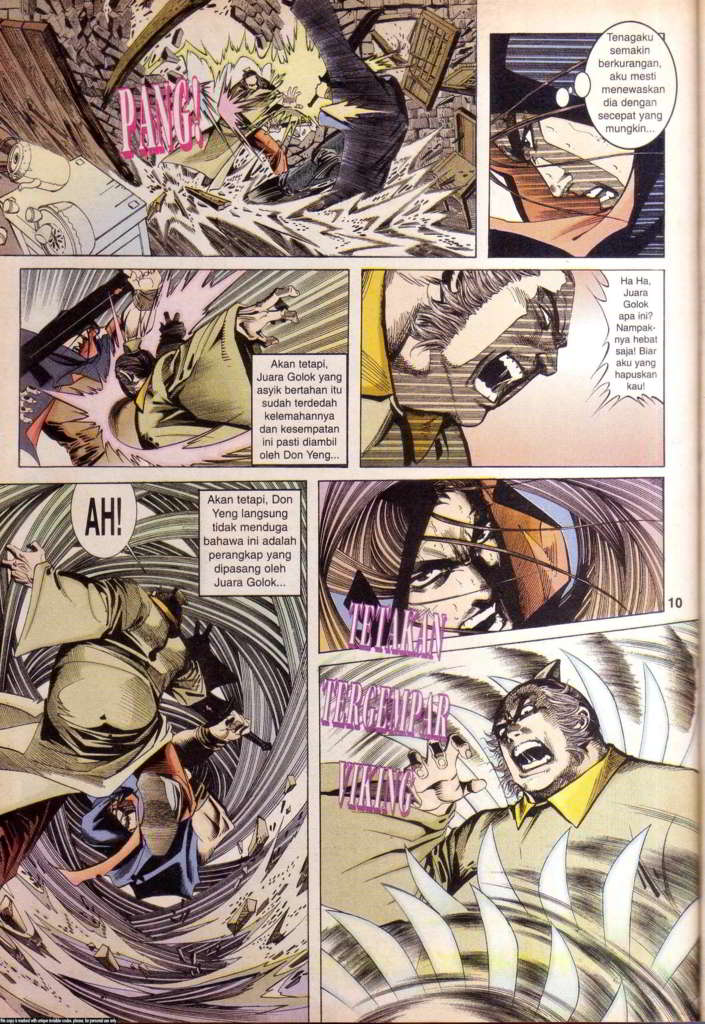 PANG!
Tenagaku
semakin
berkurangan,
aku mesti
menewaskan
dia dengan
secepat yang
mungkin...
Akan tetapi,
Juara Golok yang
asyik bertahan itu
sudah terdedah
kelemahannya
dan kesempatan
ini pasti diambil
oleh Don Yeng...
Ha Ha,
Juara
Golok
apa ini?
Nampak-
nya hebat
saja! Biar
aku yang
hapuskan
kau!
AH!
Akan tetapi, Don
Yeng langsung
tidak menduga
bahawa ini adalah
perangkap yang
dipasang oleh
Juara Golok...
10
TETAKAN
TERGEMPAR
VIKING